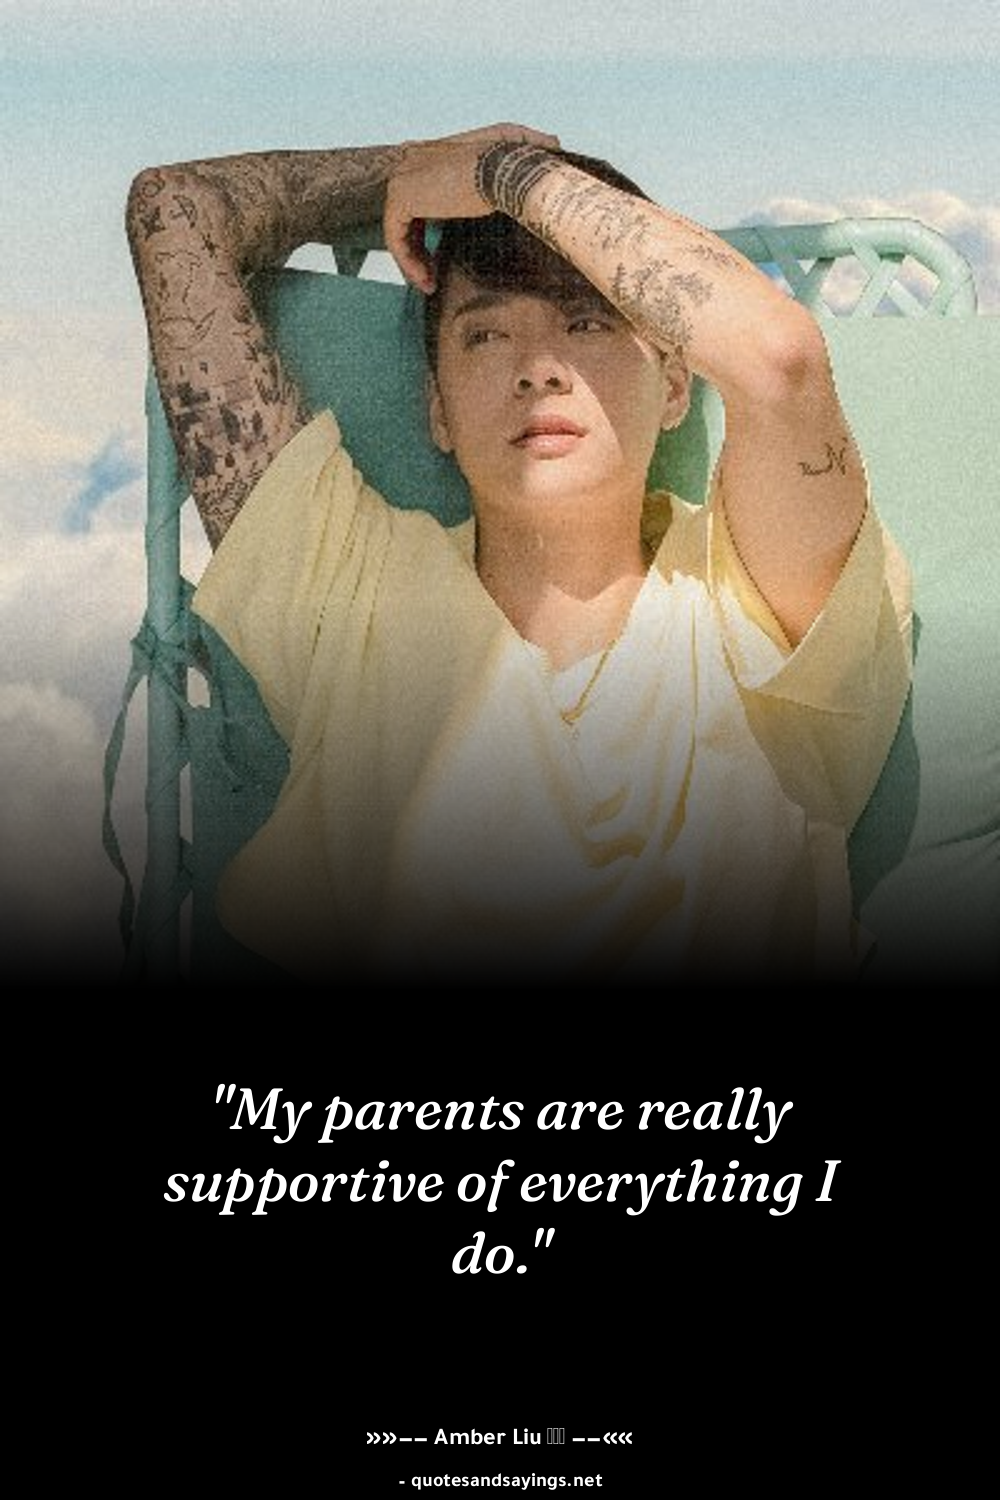 "My parents are really
supportive of everything I
do."
»»–– Amber Liu ––««
- quotesandsayings.net